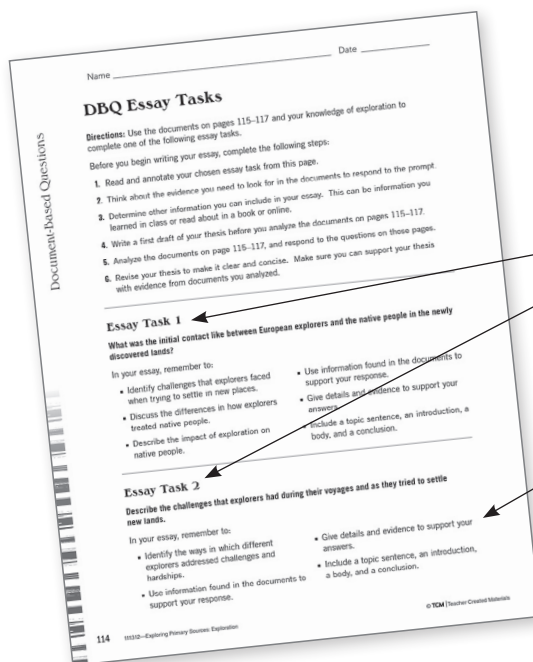 Name
Date
DBQ Essay Tasks
Directions: Use the documents on pages 115–117 and your knowledge of exploration to
complete one of the following essay tasks.
Before you begin writing your essay, complete the following steps:
1. Read and annotate your chosen essay task from this page.
2. Think about the evidence you need to look for in the documents to respond to the prompt.
3. Determine other information you can include in your essay. This can be information you
learned in class or read about in a book or online.
4. Write a first draft of your thesis before you analyze the documents on pages 115–117.
5. Analyze the documents on page 115–117, and respond to the questions on those pages.
6. Revise your thesis to make it clear and concise. Make sure you can support your thesis
with evidence from documents you analyzed.
Document-Based Questions
Essay Task 1
What was the initial contact like between European explorers and the native people in the newly
discovered lands?
In your essay, remember to:
• Identify challenges that explorers faced
when trying to settle in new places.
• Discuss the differences in how explorers
treated native people.
• Describe the impact of exploration on
native people.
• Use information found in the documents to
support your response.
• Give details and evidence to support your
answers.
• Include a topic sentence, an introduction, a
body, and a conclusion.
Essay Task 2
Describe the challenges that explorers had during their voyages and as they tried to settle
new lands.
In your essay, remember to:
• Identify the ways in which different
explorers addressed challenges and
hardships.
• Use information found in the documents to
support your response.
• Give details and evidence to support your
answers.
• Include a topic sentence, an introduction,
a body, and a conclusion.
114 111312—Exploring Primary Sources: Exploration
© TCM | Teacher Created Materials